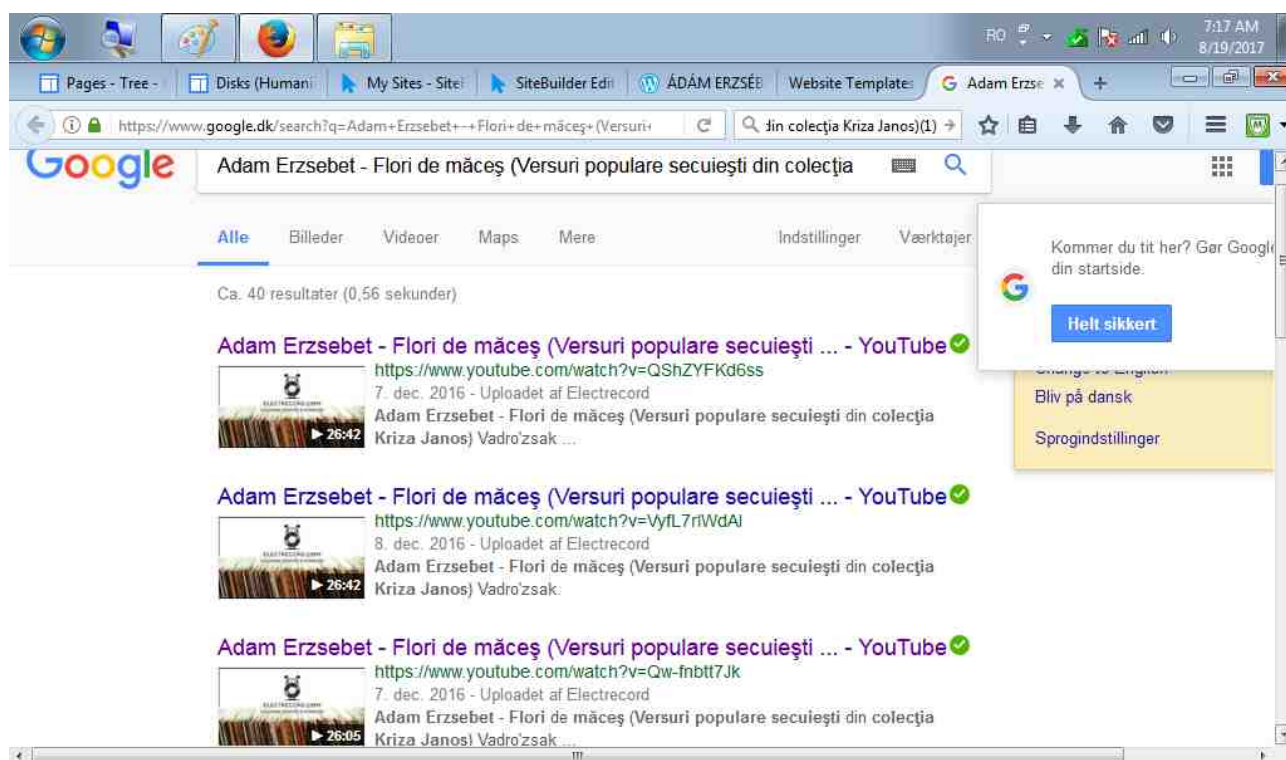 RO
7:17 AM
8/19/2017
Pages - Tree -
Disks (Humani
My Sites - Site
SiteBuilder Edit
ÁDÁM ERZSÉB
Website Templates
Adam Erzse
https://www.google.dk/search?q=Adam+Erzsebet+-+Flori+de+măceş+(Versuri+
din colecţia Kriza Janos)(1)
Google
Adam Erzsebet - Flori de măceş (Versuri populare secuieşti din colecţia
Alle Billeder Videoer Maps Mere Indstillinger Værktøjer
Kommer du tit her? Gør Google
din startside.
Helt sikkert
Ca. 40 resultater (0,56 sekunder)
Change to English
Bliv på dansk
Sprogindstillinger
Adam Erzsebet - Flori de măceş (Versuri populare secuieşti ... - YouTube
https://www.youtube.com/watch?v=QShZYFKd6ss
7. dec. 2016 - Uploadet af Electrecord
Adam Erzsebet - Flori de măceş (Versuri populare secuieşti din colecţia
Kriza Janos) Vadro'zsak ...
26:42
Adam Erzsebet - Flori de măceş (Versuri populare secuieşti ... - YouTube
https://www.youtube.com/watch?v=VyfL7rlWdAI
8. dec. 2016 - Uploadet af Electrecord
Adam Erzsebet - Flori de măceş (Versuri populare secuieşti din colecţia
Kriza Janos) Vadro'zsak.
26:42
Adam Erzsebet - Flori de măceş (Versuri populare secuieşti ... - YouTube
https://www.youtube.com/watch?v=Qw-fnbtt7Jk
7. dec. 2016 - Uploadet af Electrecord
Adam Erzsebet - Flori de măceş (Versuri populare secuieşti din colecţia
Kriza Janos) Vadro'zsak ...
26:05